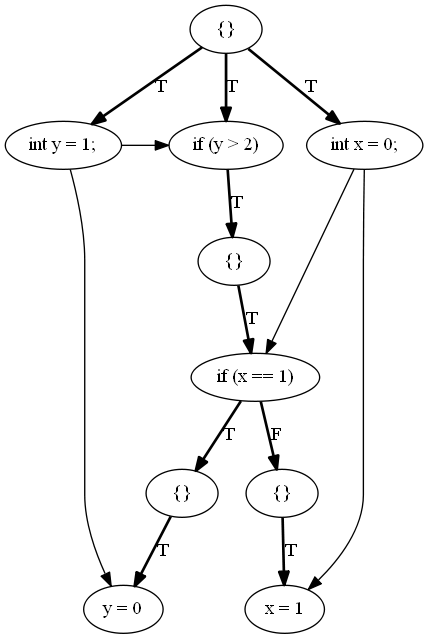 {}
T
T
T
int y = 1;
if (y > 2)
int x = 0;
T
{}
T
if (x == 1)
T
F
{}
{}
T
T
y = 0
x = 1